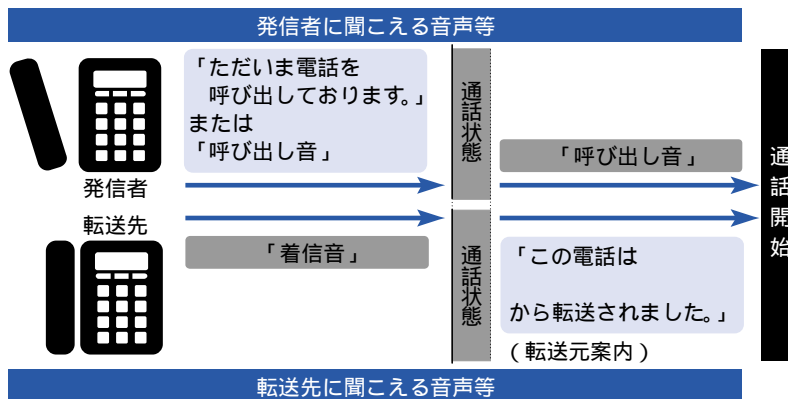 発信者に聞こえる音声等
「ただいま電話を
呼び出しております。」
または
「呼び出し音」
通話状態
「呼び出し音」
発信者
転送先
「着信音」
通話状態
「この電話は
から転送されました。」
(転送元案内)
通話開始
転送先に聞こえる音声等